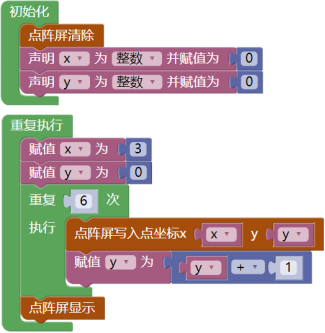 初始化
点阵屏清除
声明 x 为 整数 并赋值为 0
声明 y 为 整数 并赋值为 0
重复执行
赋值 x 为 3
赋值 y 为 0
重复 6 次
执行 点阵屏写入点坐标x x y y
赋值 y 为 y + 1
点阵屏显示